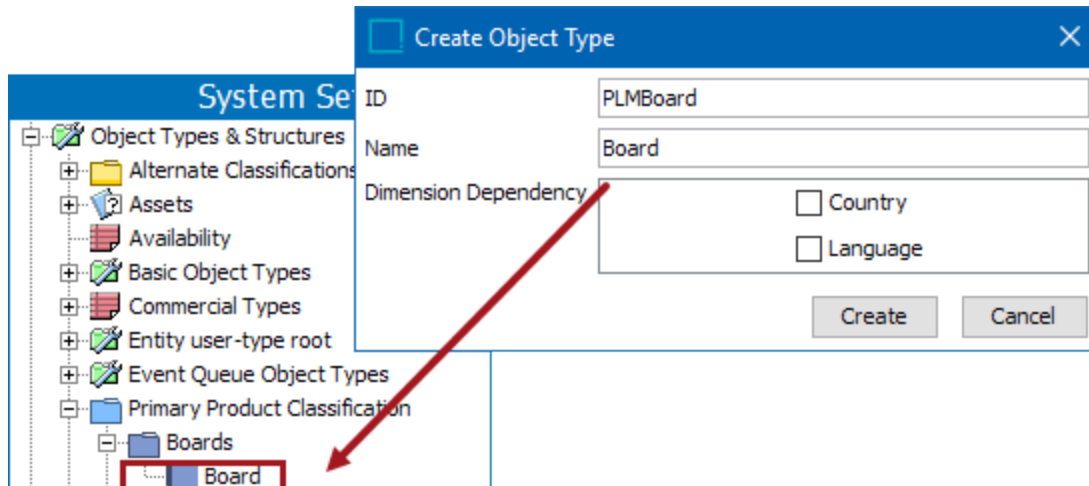 Create Object Type
ID
PLMBoard
Name
Board
Dimension Dependency
Country
Language
Create
Cancel
System Se
Object Types & Structures
Alternate Classifications
Assets
Availability
Basic Object Types
Commercial Types
Entity user-type root
Event Queue Object Types
Primary Product Classification
Boards
Board